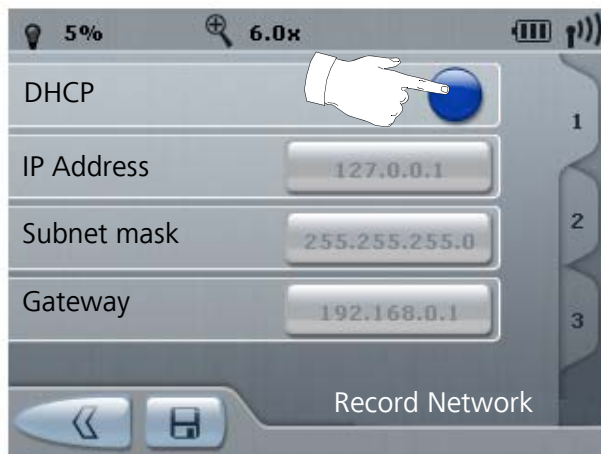 5% 6.0x
DHCP
1
IP Address 127.0.0.1
Subnet mask 255.255.255.0
2
Gateway 192.168.0.1
3
Record Network